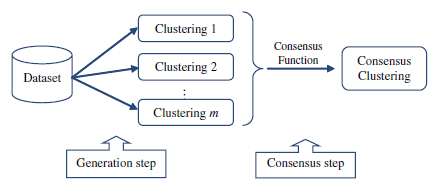 Dataset
Clustering 1
Clustering 2
⋮
Clustering m
Consensus
Function
Consensus
Clustering
Generation step
Consensus step